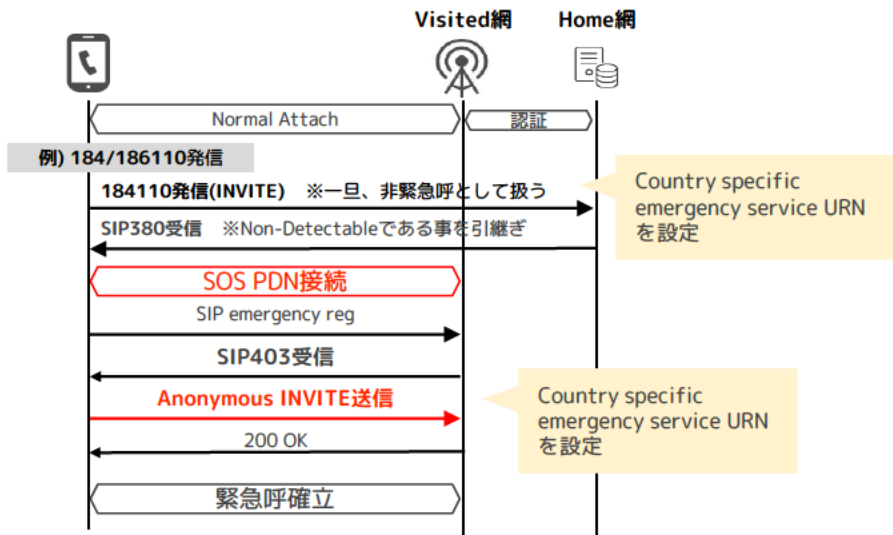 Visited網
Home網
Normal Attach
認証
例) 184/186110発信
184110発信(INVITE) ※一旦、非緊急呼として扱う
Country specific
emergency service URN
を設定
SIP380受信 ※Non-Detectableである事を引継ぎ
SOS PDN接続
SIP emergency reg
SIP403受信
Anonymous INVITE送信
Country specific
emergency service URN
を設定
200 OK
緊急呼確立